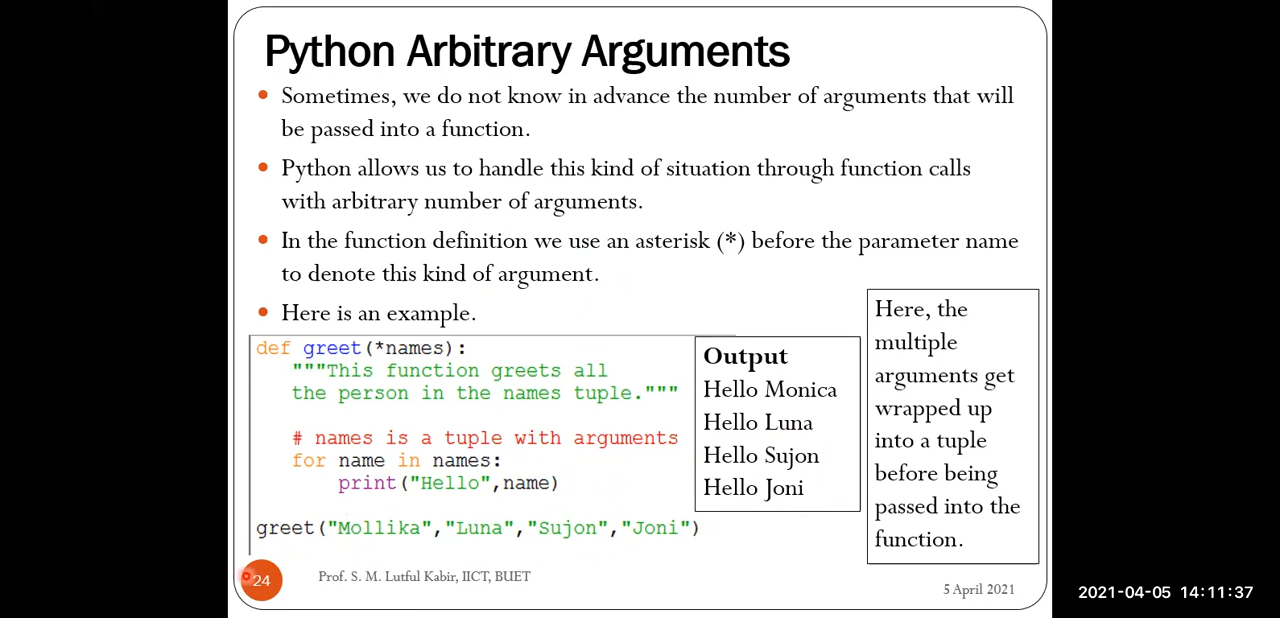 Python Arbitrary Arguments
• Sometimes, we do not know in advance the number of arguments that will
be passed into a function.
• Python allows us to handle this kind of situation through function calls
with arbitrary number of arguments.
• In the function definition we use an asterisk (*) before the parameter name
to denote this kind of argument.
• Here is an example.
def greet(*names):
"""This function greets all
the person in the names tuple."""
# names is a tuple with arguments
for name in names:
print("Hello",name)
greet("Mollika","Luna","Sujon","Joni")
Output
Hello Monica
Hello Luna
Hello Sujon
Hello Joni
Here, the
multiple
arguments get
wrapped up
into a tuple
before being
passed into the
function.
24
Prof. S. M. Lutful Kabir, IICT, BUET
5 April 2021
2021-04-05 14:11:37